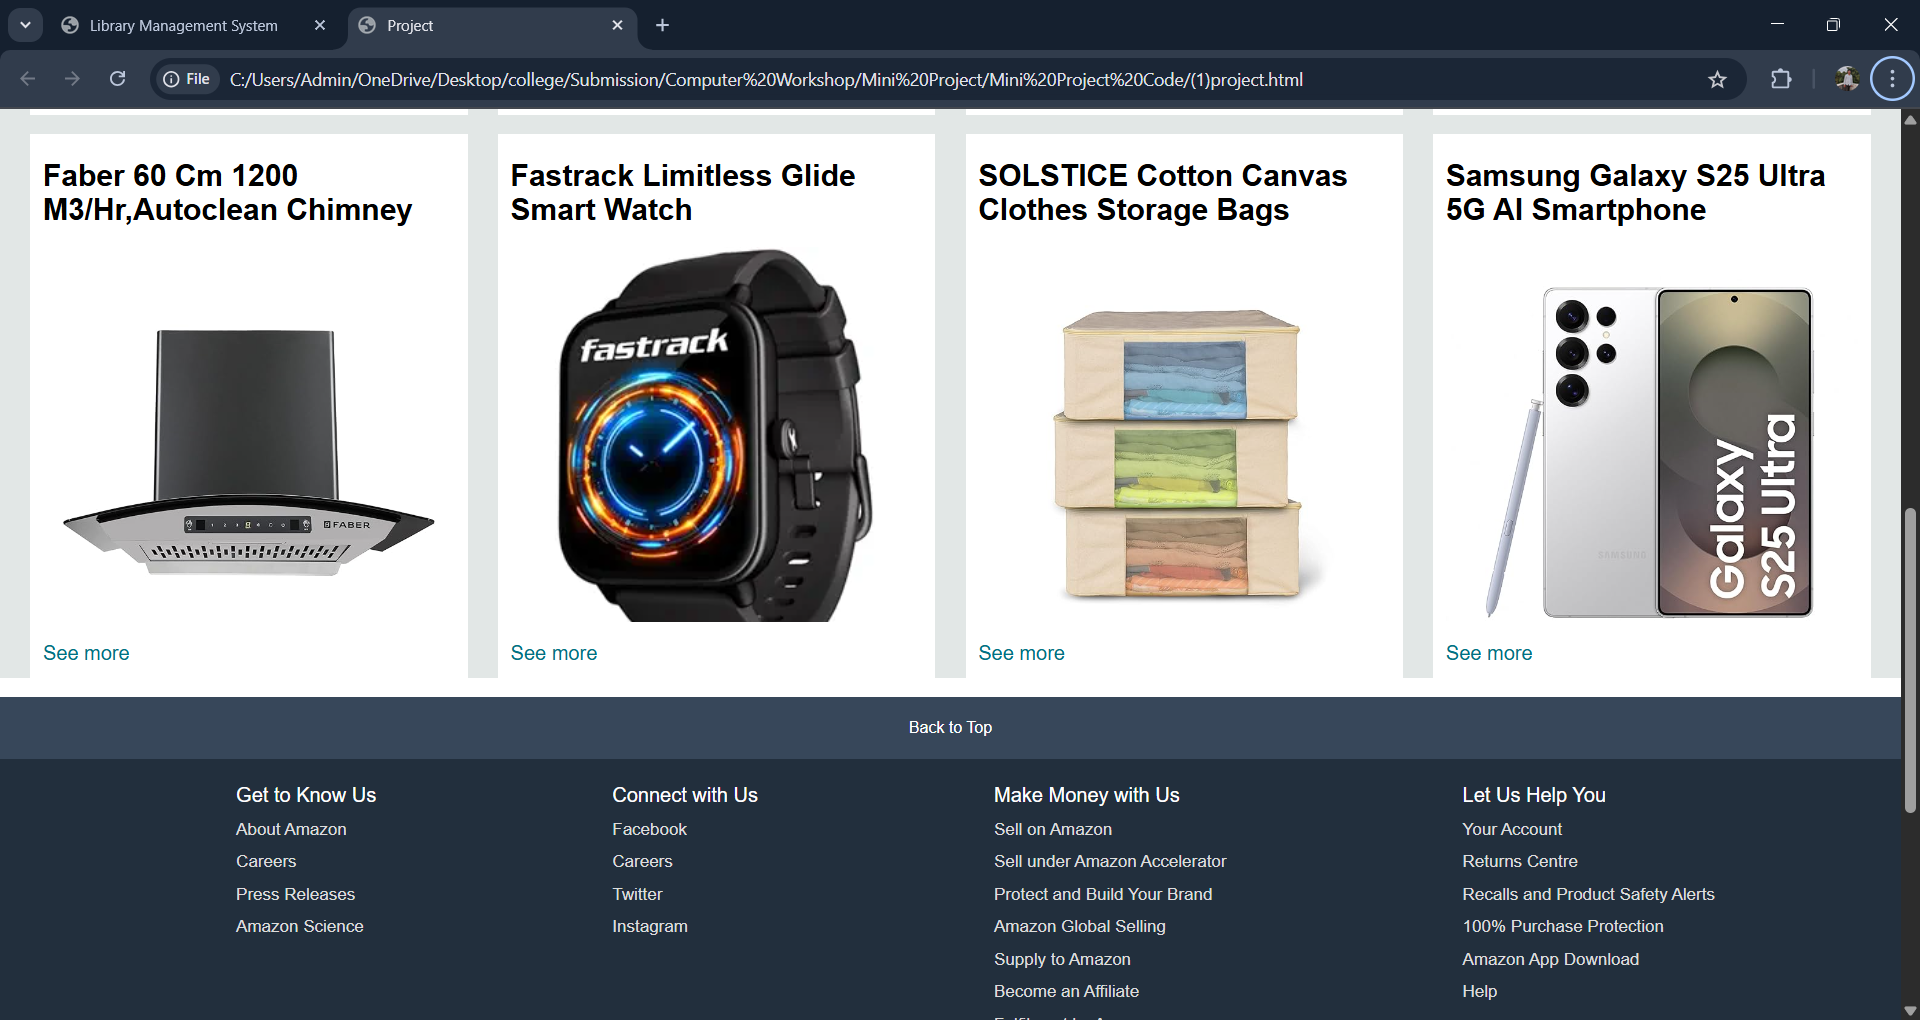 Library Management System
Project
File
C:/Users/Admin/OneDrive/Desktop/college/Submission/Computer%20Workshop/Mini%20Project/Mini%20Project%20Code/(1)project.html
Faber 60 Cm 1200
M3/Hr,Autoclean Chimney
FABER
See more
Fastrack Limitless Glide
Smart Watch
fastrack
See more
SOLSTICE Cotton Canvas
Clothes Storage Bags
See more
Samsung Galaxy S25 Ultra
5G AI Smartphone
SAMSUNG
Galaxy
S25 Ultra
See more
Back to Top
Get to Know Us
About Amazon
Careers
Press Releases
Amazon Science
Connect with Us
Facebook
Careers
Twitter
Instagram
Make Money with Us
Sell on Amazon
Sell under Amazon Accelerator
Protect and Build Your Brand
Amazon Global Selling
Supply to Amazon
Become an Affiliate
Let Us Help You
Your Account
Returns Centre
Recalls and Product Safety Alerts
100% Purchase Protection
Amazon App Download
Help